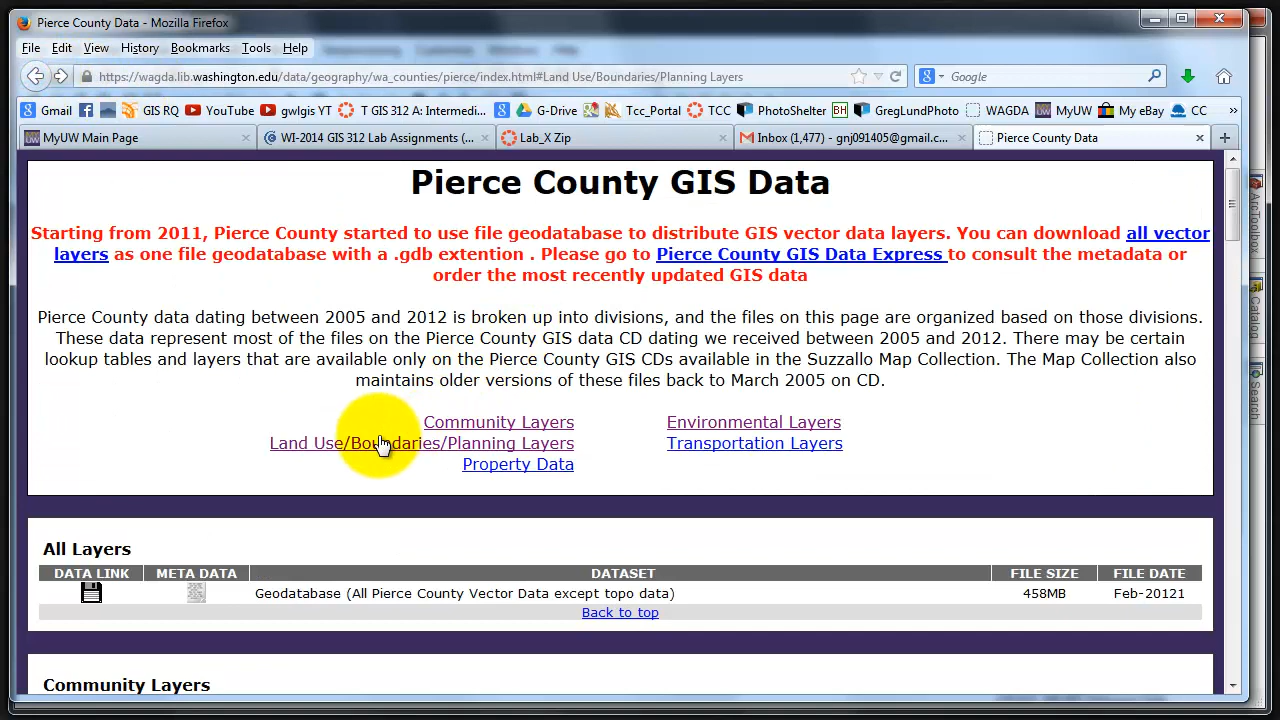 Pierce County Data - Mozilla Firefox
File Edit View History Bookmarks Tools Help
https://wagda.lib.washington.edu/data/geography/wa_counties/pierce/index.html#Land Use/Boundaries/Planning Layers
Google
Gmail GIS RQ YouTube gwlgis YT T GIS 312 A: Intermedi... G-Drive Tcc_Portal TCC PhotoShelter BH GregLundPhoto WAGDA MyUW My eBay CC »
MyUW Main Page
WI-2014 GIS 312 Lab Assignments (...
Lab_X Zip
Inbox (1,477) - gnj091405@gmail.c...
Pierce County Data
Pierce County GIS Data
Starting from 2011, Pierce County started to use file geodatabase to distribute GIS vector data layers. You can download all vector
layers as one file geodatabase with a .gdb extention . Please go to Pierce County GIS Data Express to consult the metadata or
order the most recently updated GIS data
Pierce County data dating between 2005 and 2012 is broken up into divisions, and the files on this page are organized based on those divisions.
These data represent most of the files on the Pierce County GIS data CD dating we received between 2005 and 2012. There may be certain
lookup tables and layers that are available only on the Pierce County GIS CDs available in the Suzzallo Map Collection. The Map Collection also
maintains older versions of these files back to March 2005 on CD.
Community Layers Environmental Layers
Land Use/Boundaries/Planning Layers Transportation Layers
Property Data
All Layers
DATA LINK META DATA DATASET FILE SIZE FILE DATE
Geodatabase (All Pierce County Vector Data except topo data) 458MB Feb-20121
Back to top
Community Layers
ArcToolbox
Catalog
Search